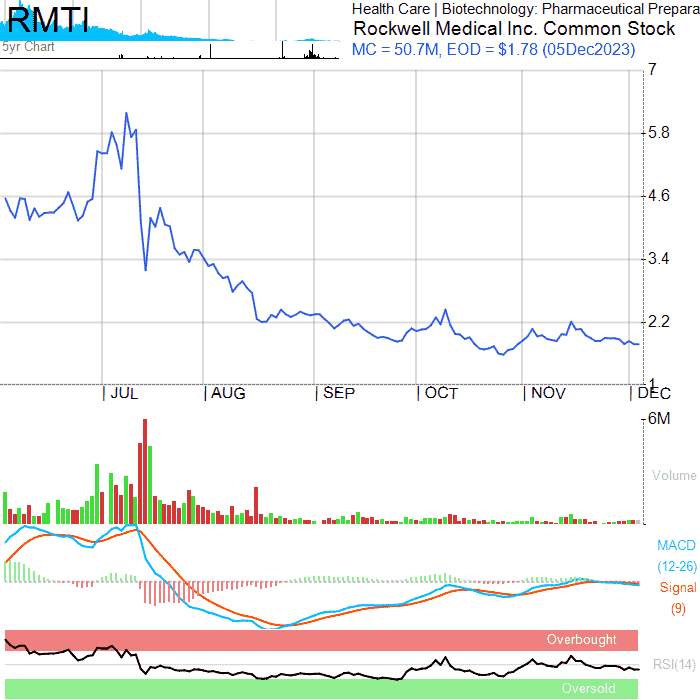 RMTI
Health Care | Biotechnology: Pharmaceutical Prepara
Rockwell Medical Inc. Common Stock
5yr Chart
MC = 50.7M, EOD = $1.78 (05Dec2023)
7
5.8
4.6
3.4
2.2
1
| JUL | AUG | SEP | OCT | NOV | DEC
6M
Volume
MACD
(12-26)
Signal
(9)
Overbought
RSI(14)
Oversold